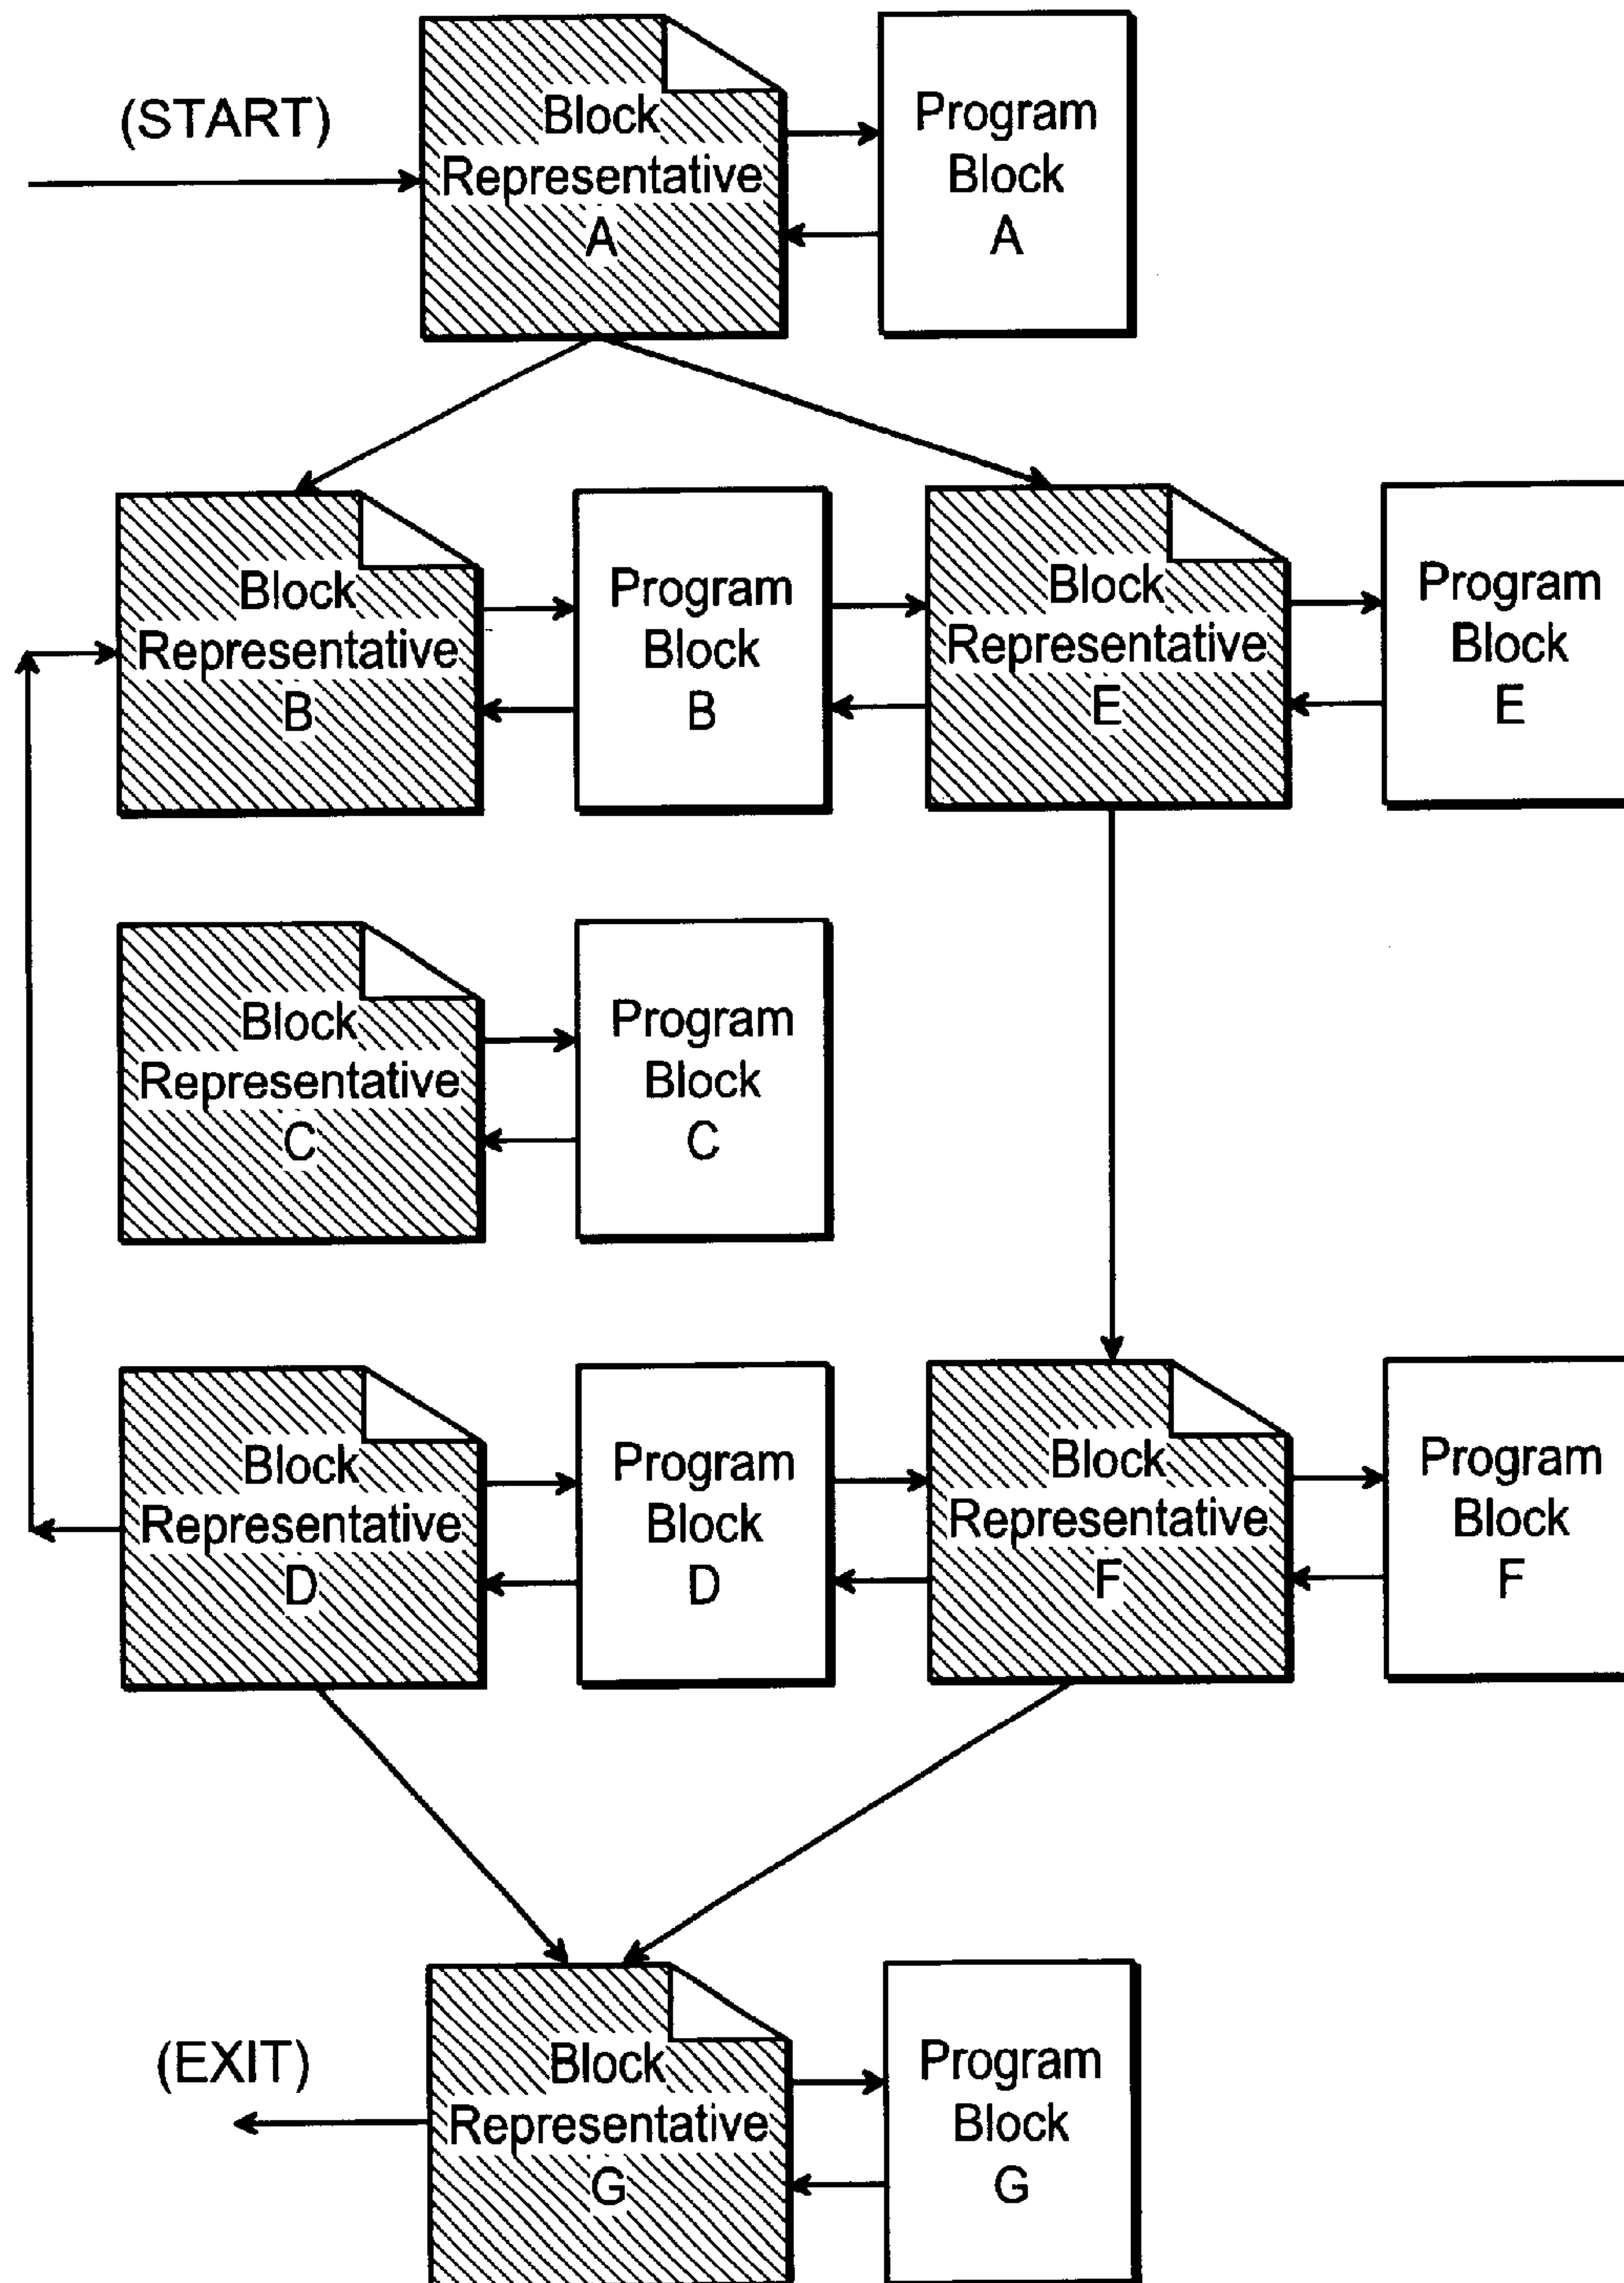 (START)
Block
Representative
A
Program
Block
A
Block
Representative
B
Program
Block
B
Block
Representative
E
Program
Block
E
Block
Representative
C
Program
Block
C
Block
Representative
D
Program
Block
D
Block
Representative
F
Program
Block
F
(EXIT)
Block
Representative
G
Program
Block
G